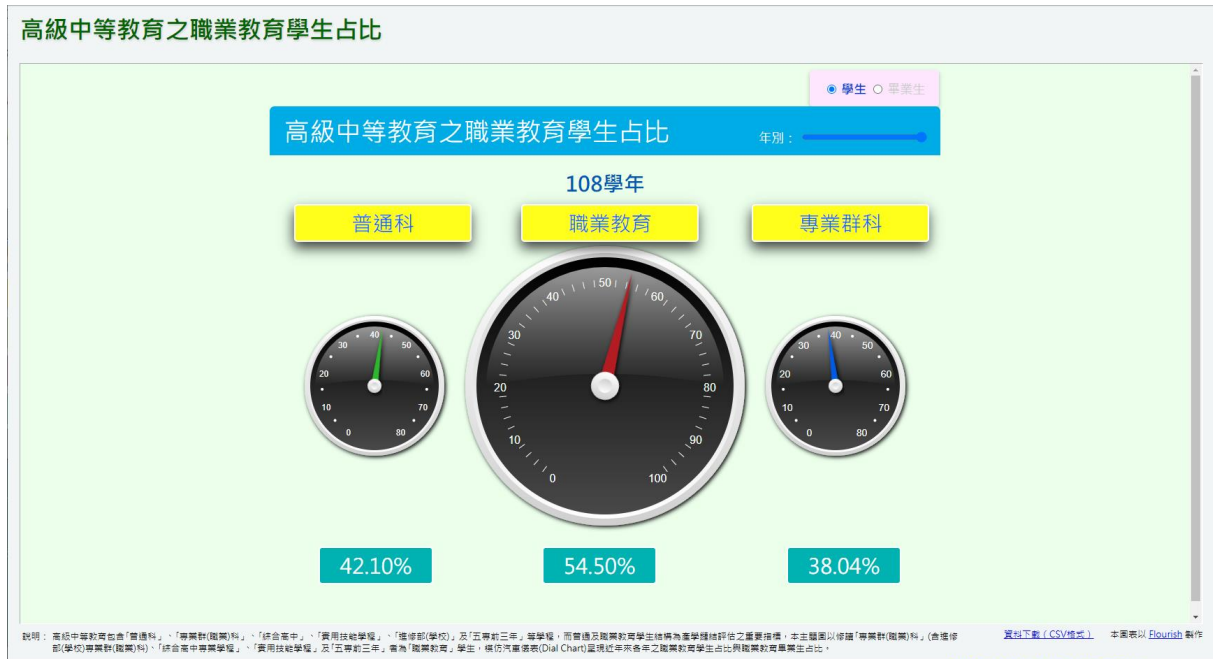 高級中等教育之職業教育學生占比
學生 畢業生
高級中等教育之職業教育學生占比 年別：
108學年
普通科 職業教育 專業群科
0 10 20 30 40 50 60 70 80
0 10 20 30 40 50 60 70 80 90 100
0 10 20 30 40 50 60 70 80
42.10% 54.50% 38.04%
說明： 高級中等教育包含「普通科」、「專業群(職業)科」、「綜合高中」、「實用技能學程」、「進修部(學校)」及「五專前三年」等學程，而普通及職業教育學生結構為產學鏈結評估之重要指標，本主題圖以修讀「專業群(職業)科」(含進修
部(學校)專業群(職業)科)、「綜合高中專業學程」、「實用技能學程」及「五專前三年」者為「職業教育」學生，模仿汽車儀表(Dial Chart)呈現近年來各年之職業教育學生占比與職業教育畢業生占比。
資料下載（CSV格式） 本圖表以 Flourish 製作